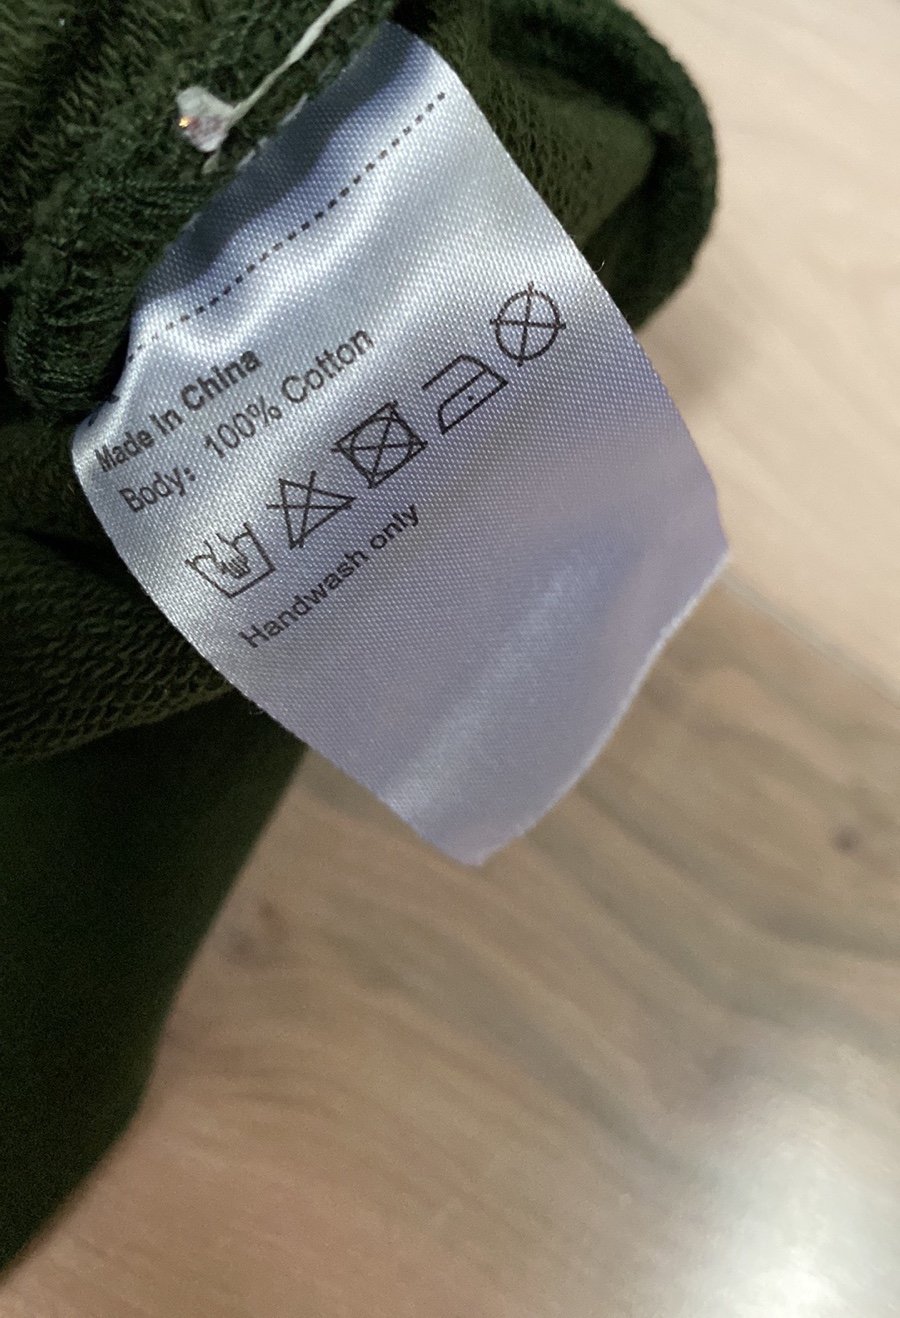 Made in China
Body: 100% Cotton
Handwash only